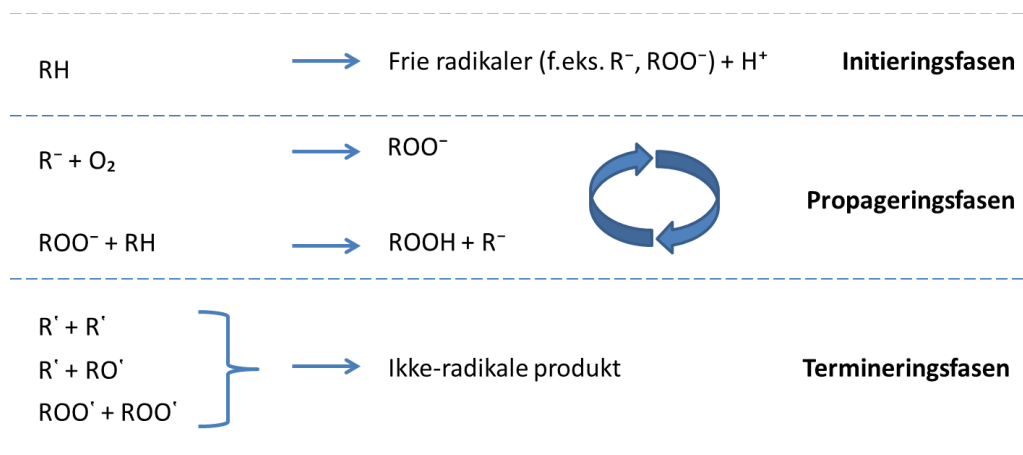 RH Frie radikaler (f.eks. R⁻, ROO⁻) + H⁺ Initieringsfasen
R⁻ + O₂ ROO⁻
Propageringsfasen
ROO⁻ + RH ROOH + R⁻
R‛ + R‛
R‛ + RO‛ Ikke-radikale produkt Termineringsfasen
ROO‛ + ROO‛